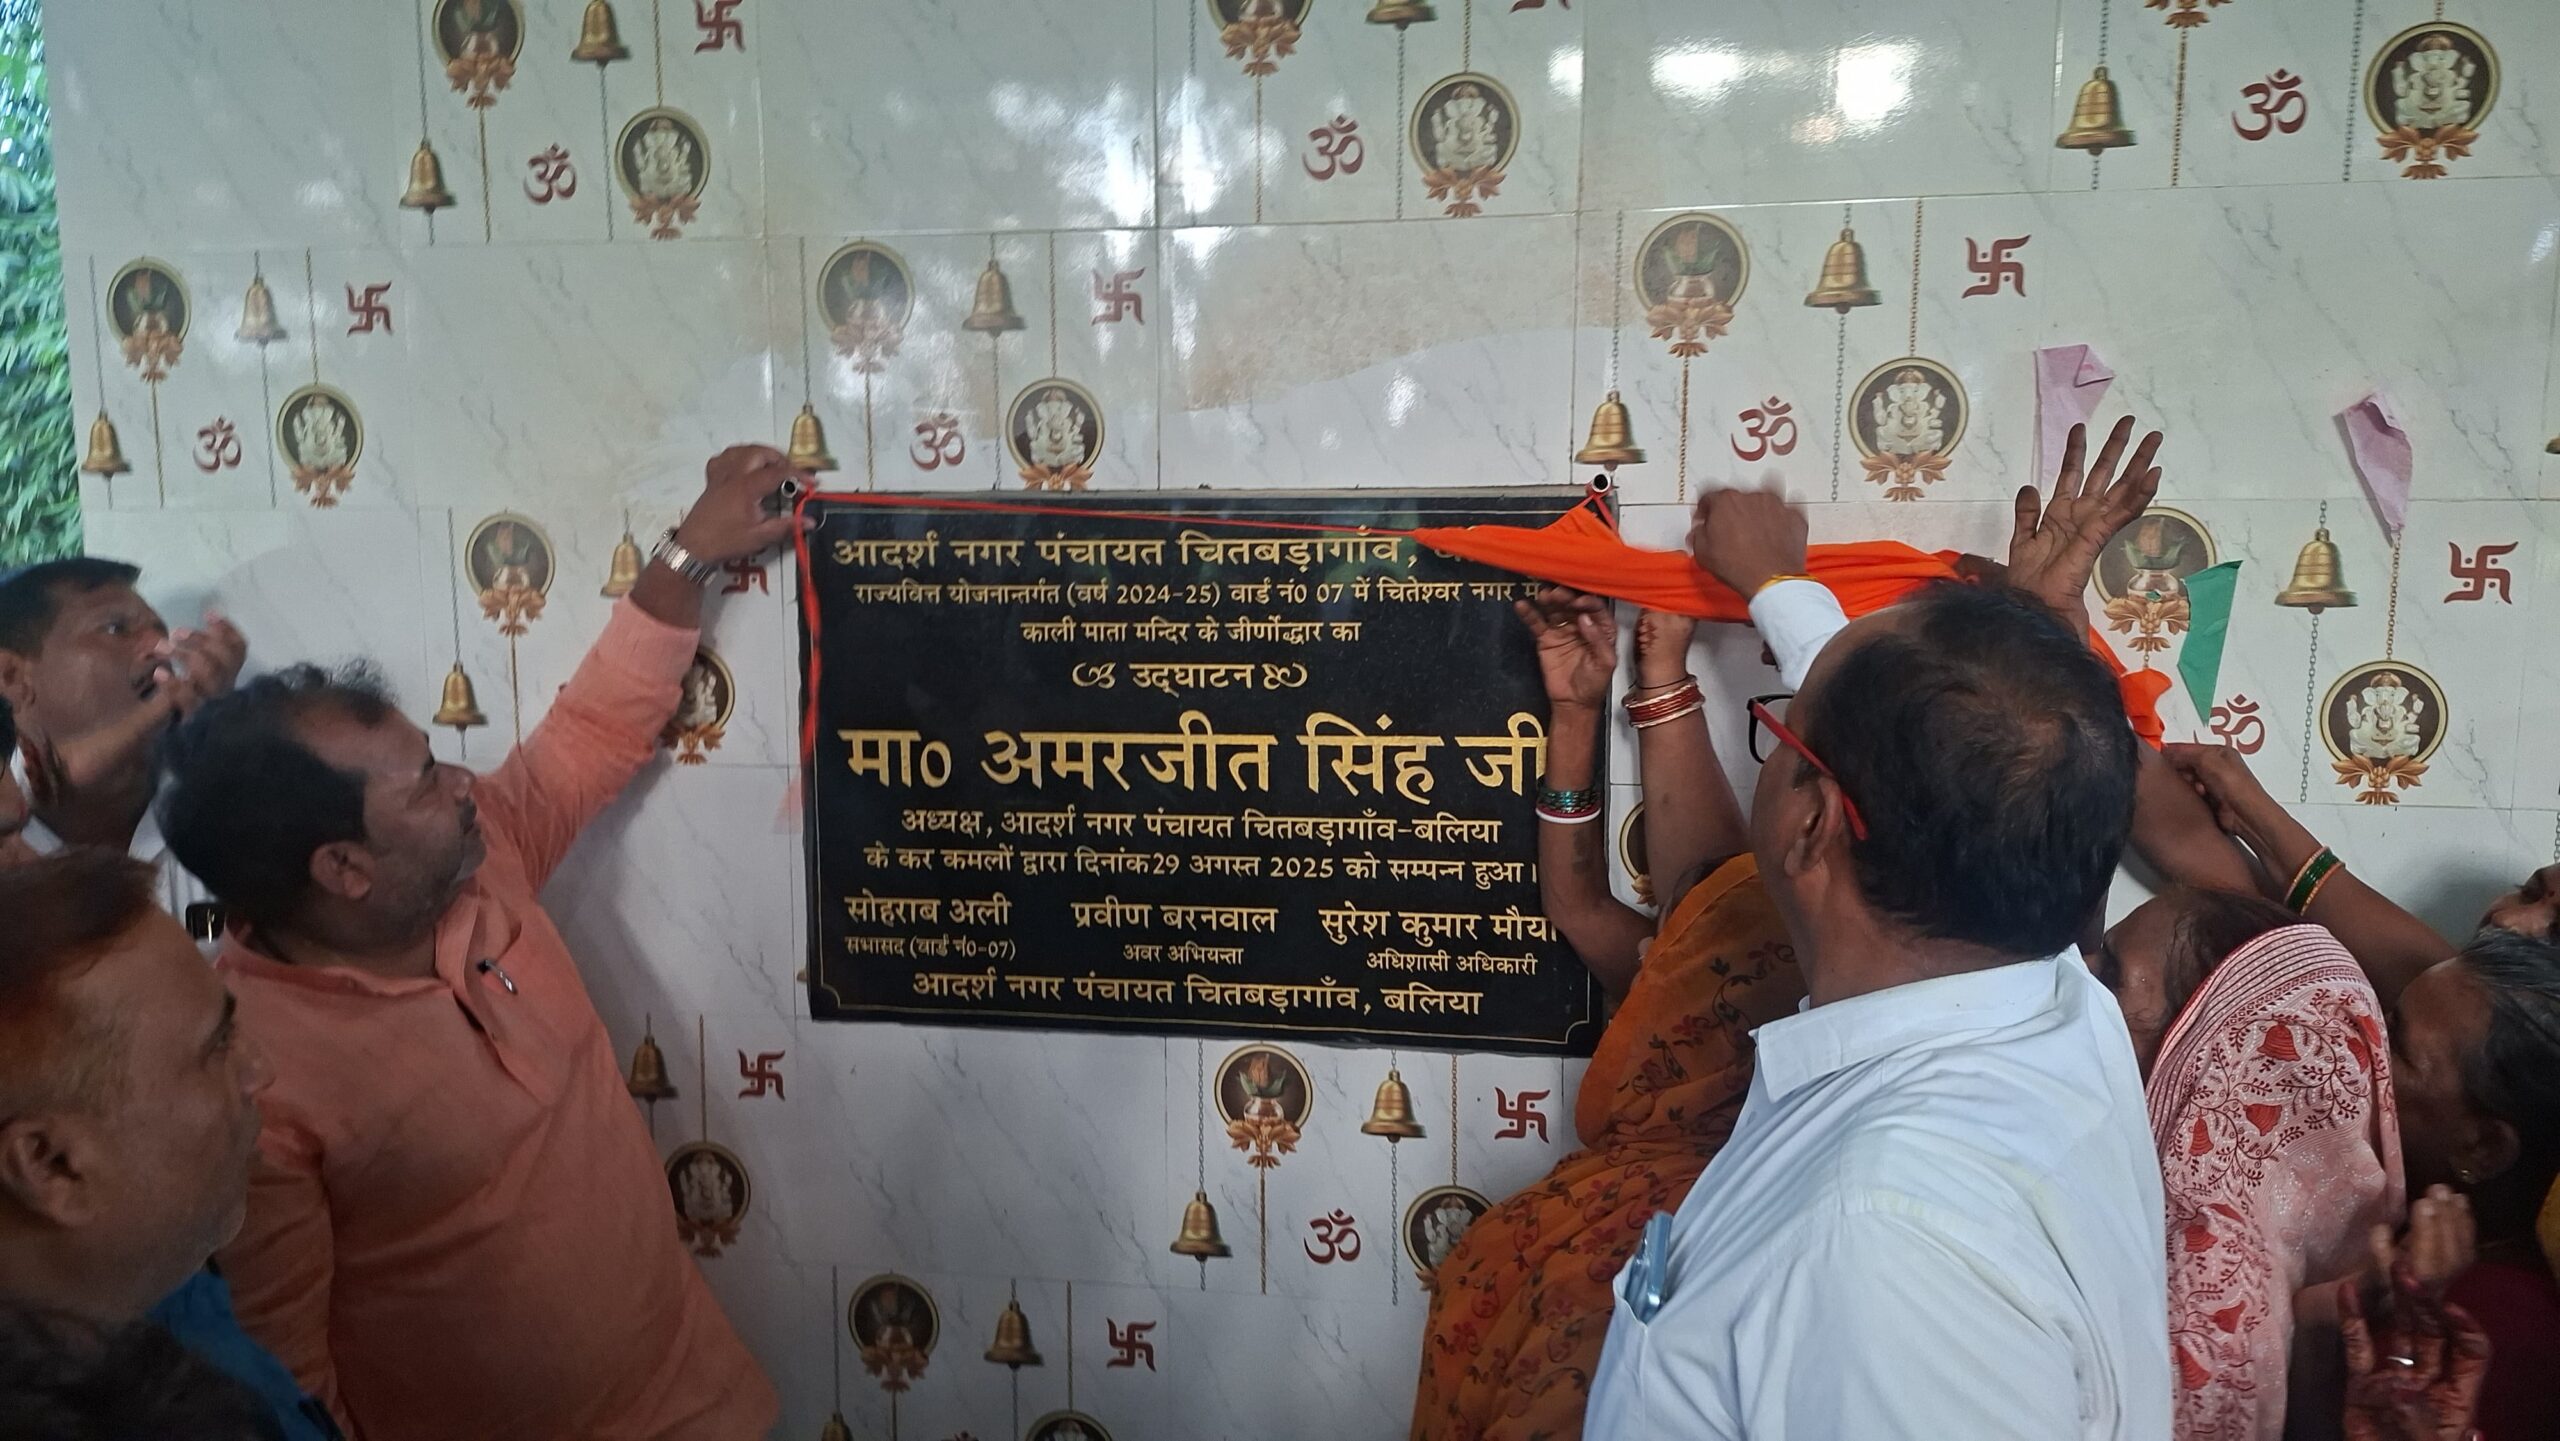 आदर्श नगर पंचायत चितबड़ागाँव,
राज्यवित्त योजनान्तर्गत (वर्ष 2024-25) वार्ड नं0 07 में चितेश्वर नगर में
काली माता मन्दिर के जीर्णोद्धार का
उद्घाटन
मा0 अमरजीत सिंह जी
अध्यक्ष, आदर्श नगर पंचायत चितबड़ागाँव-बलिया
के कर कमलों द्वारा दिनांक 29 अगस्त 2025 को सम्पन्न हुआ।
सोहराब अली प्रवीण बरनवाल सुरेश कुमार मौर्या
सभासद (वार्ड नं0-07) अवर अभियन्ता अधिशासी अधिकारी
आदर्श नगर पंचायत चितबड़ागाँव, बलिया